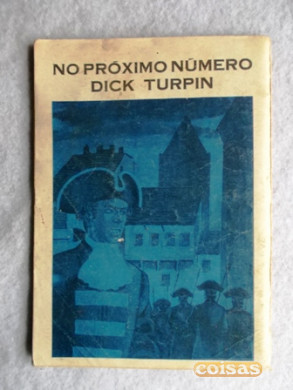 NO PRÓXIMO NÚMERO
DICK TURPIN
coisas